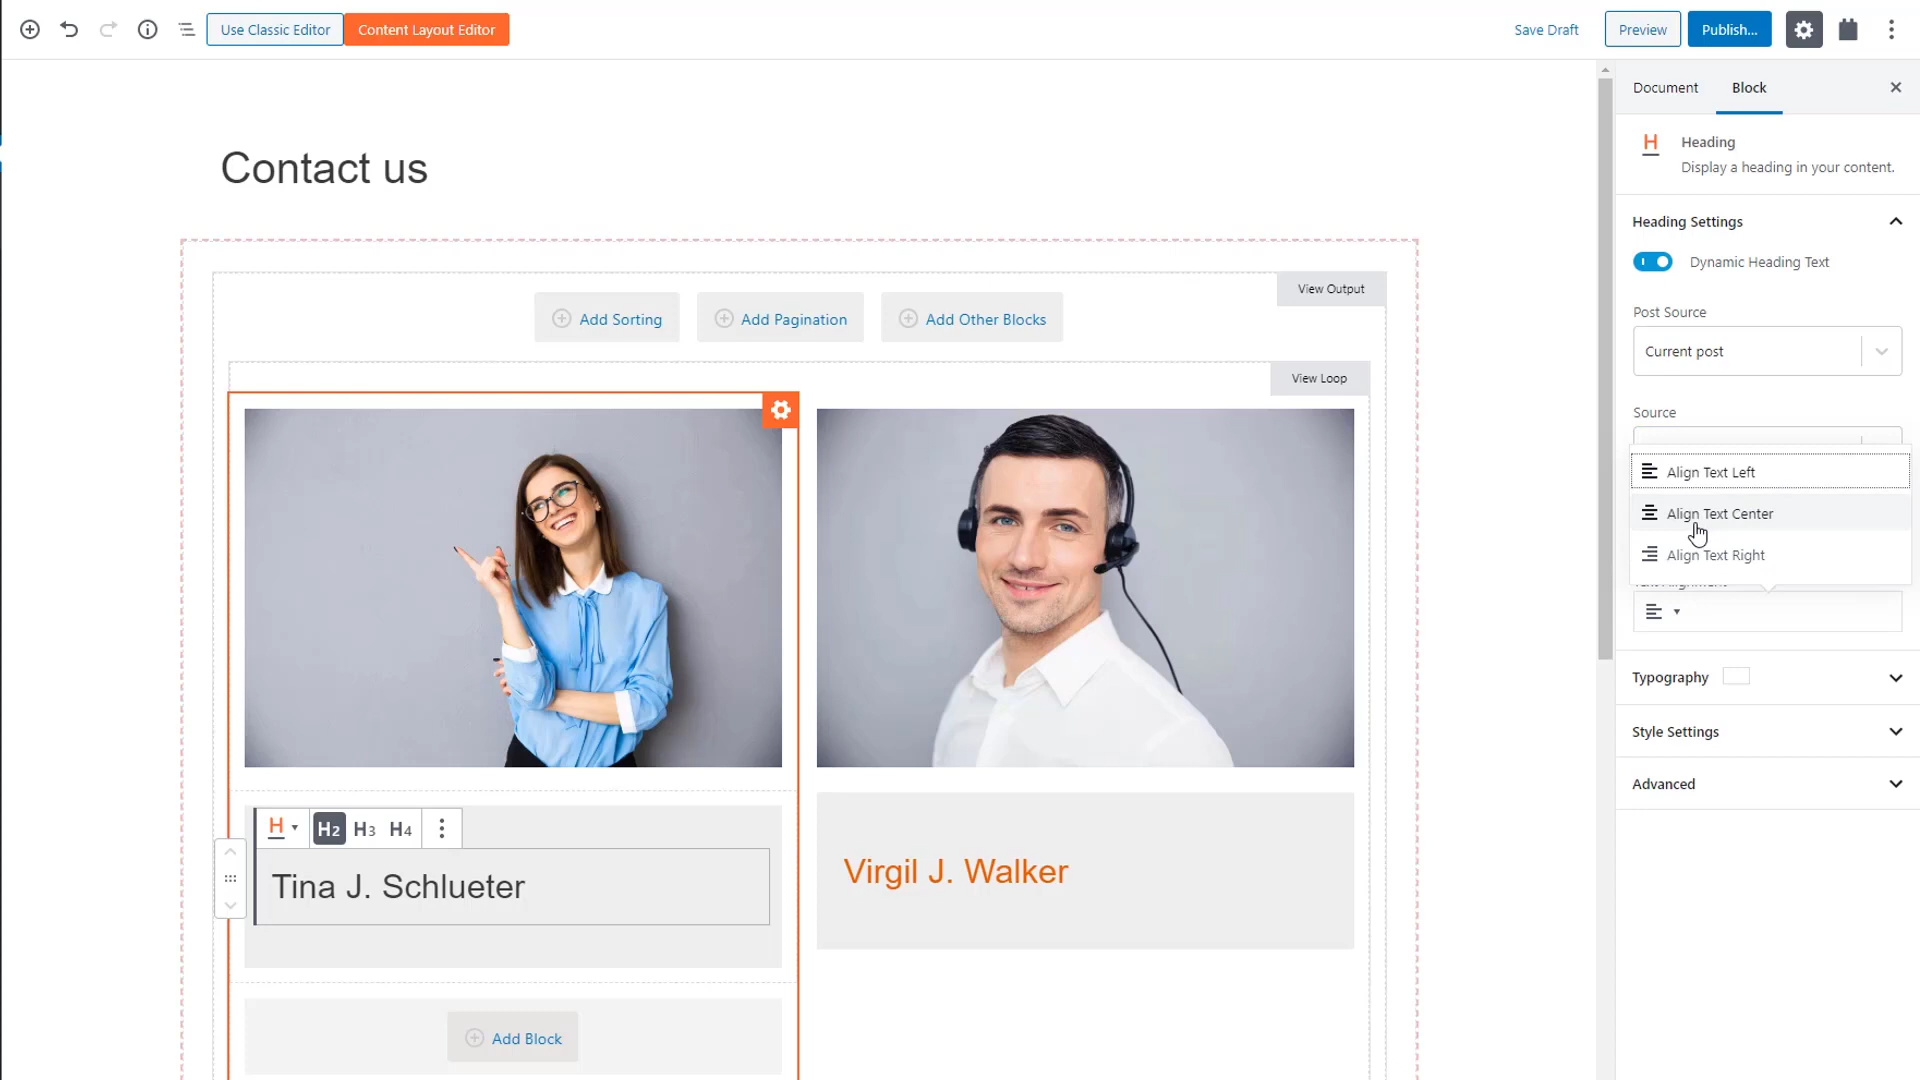 Use Classic Editor
Content Layout Editor
Save Draft
Preview
Publish...
Document
Block
H
Heading
Display a heading in your content.
Heading Settings
Dynamic Heading Text
Post Source
Current post
Source
Align Text Left
Align Text Center
Align Text Right
Typography
Style Settings
Advanced
Contact us
View Output
Add Sorting
Add Pagination
Add Other Blocks
View Loop
H H2 H3 H4
Tina J. Schlueter
Virgil J. Walker
Add Block